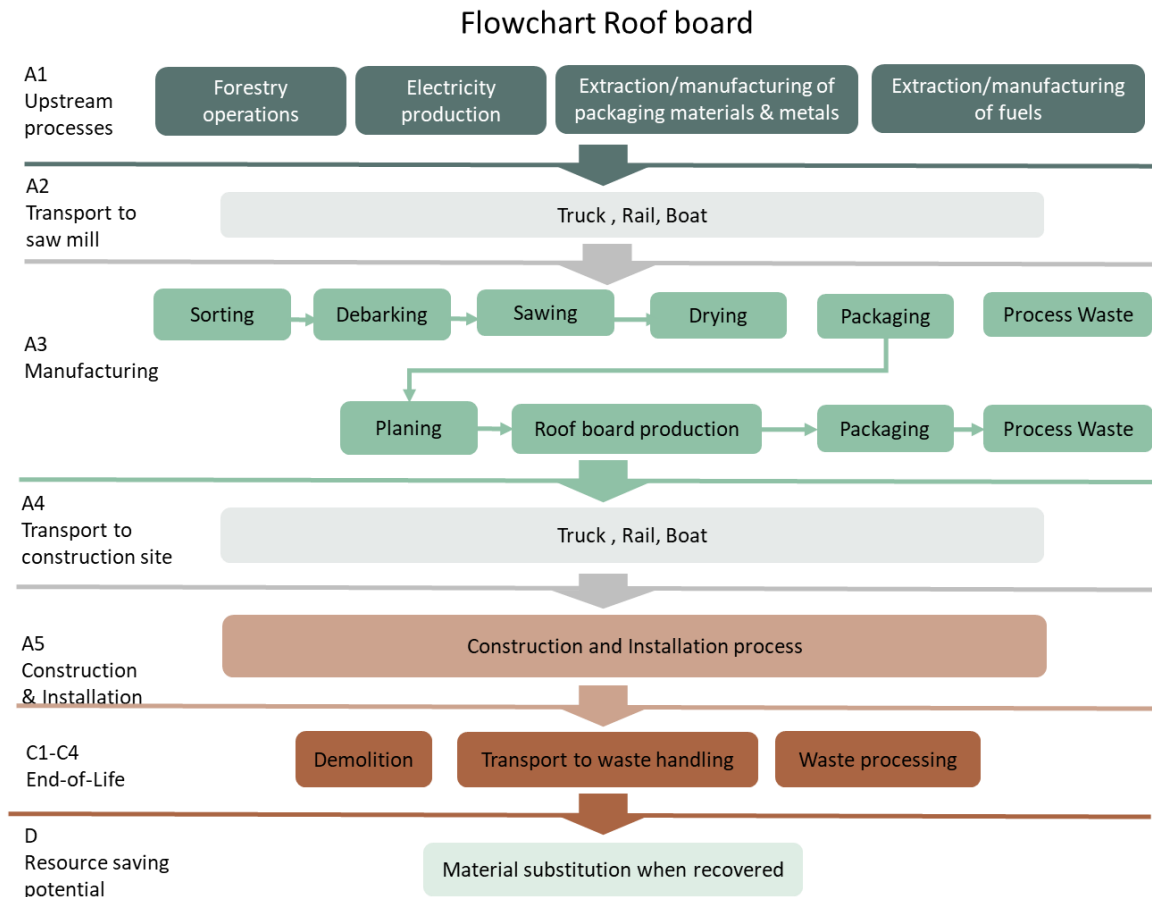 Flowchart Roof board
A1
Upstream
processes
Forestry
operations
Electricity
production
Extraction/manufacturing of
packaging materials & metals
Extraction/manufacturing
of fuels
A2
Transport to
saw mill
Truck , Rail, Boat
A3
Manufacturing
Sorting
Debarking
Sawing
Drying
Packaging
Process Waste
Planing
Roof board production
Packaging
Process Waste
A4
Transport to
construction site
Truck , Rail, Boat
A5
Construction
& Installation
Construction and Installation process
C1-C4
End-of-Life
Demolition
Transport to waste handling
Waste processing
D
Resource saving
potential
Material substitution when recovered